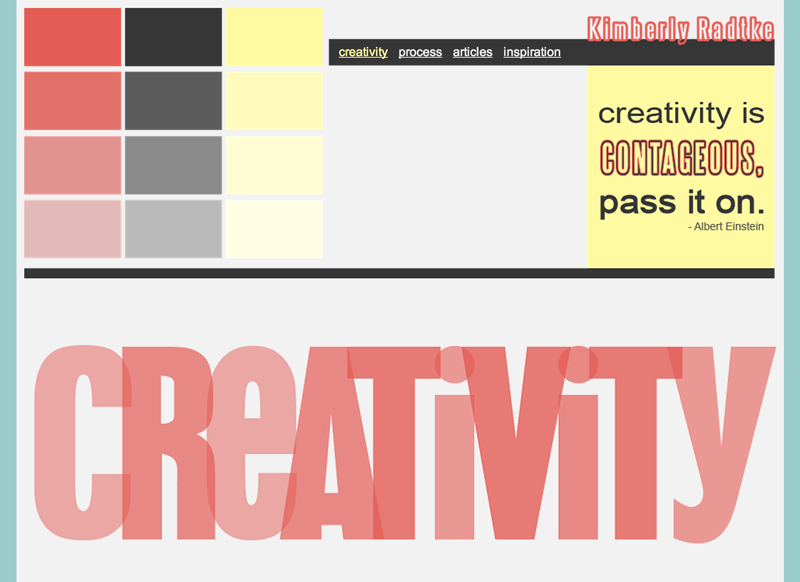 Kimberly Radtke
creativity process articles inspiration
creativity is
CONTAGEOUS,
pass it on.
- Albert Einstein
CReATiViTy